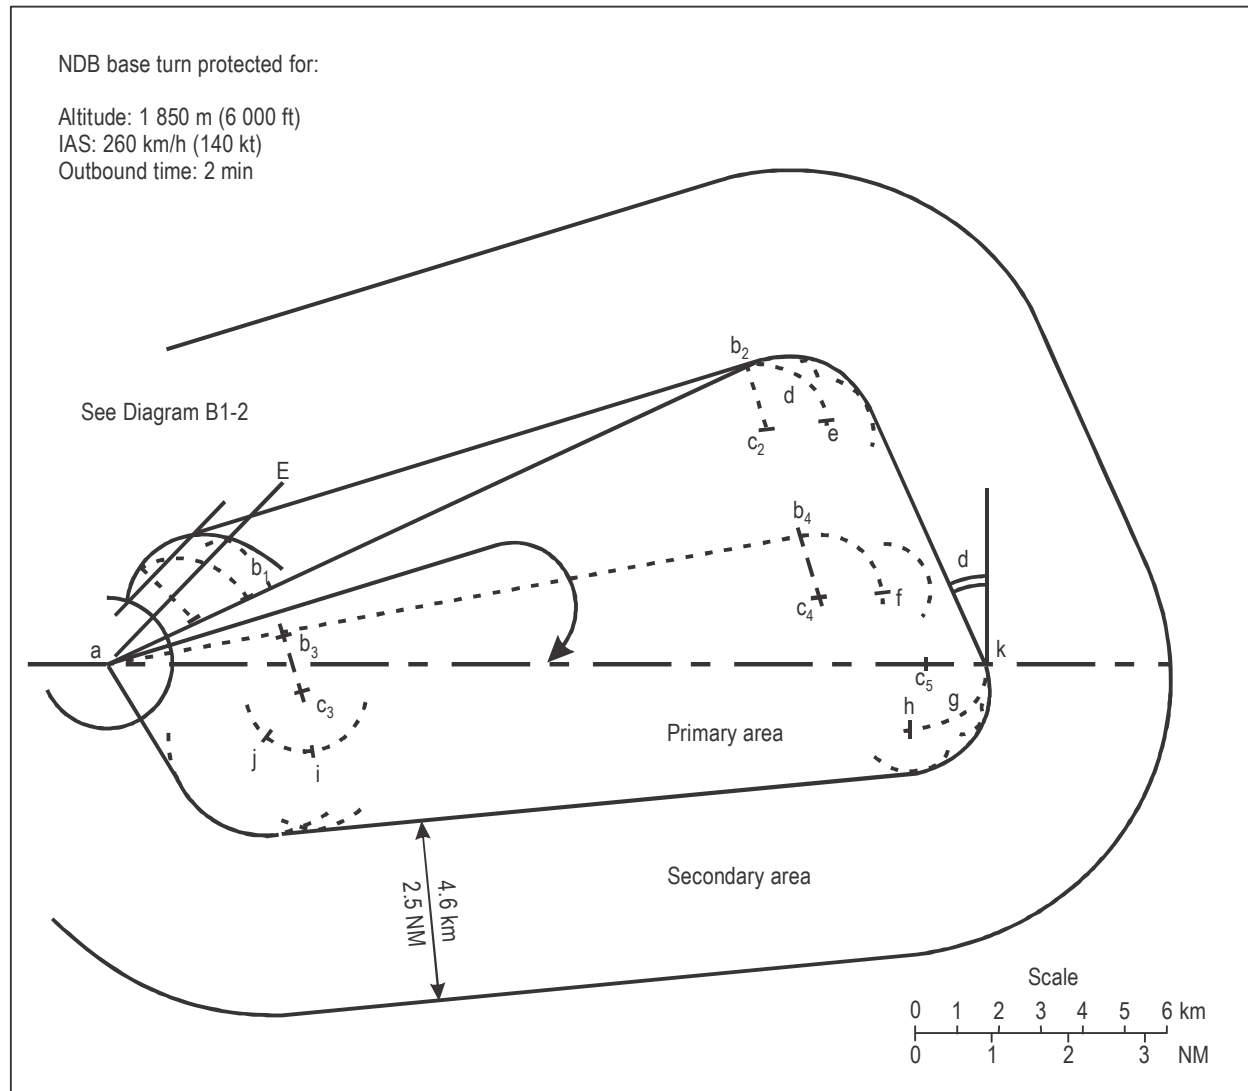 NDB base turn protected for:
Altitude: 1 850 m (6 000 ft)
IAS: 260 km/h (140 kt)
Outbound time: 2 min
b₂
d
c₂
e
See Diagram B1-2
E
b₁
b₄
d
f
c₄
a
b₃
k
c₅
c₃
h
g
Primary area
j
i
Secondary area
4.6 km
2.5 NM
Scale
0 1 2 3 4 5 6 km
0 1 2 3 NM